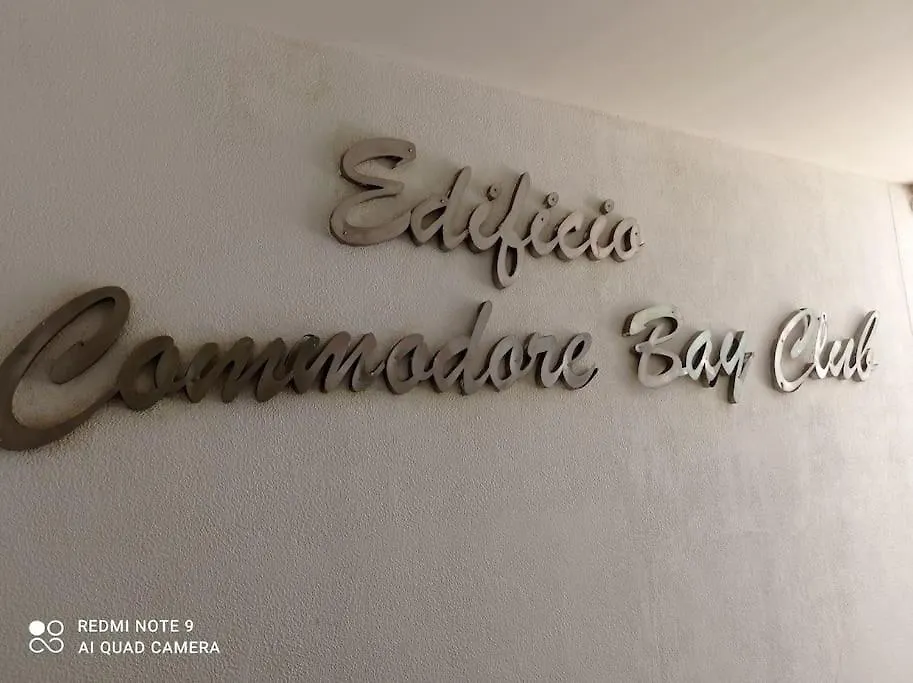 Edificio
Commodore Bay Club
REDMI NOTE 9
AI QUAD CAMERA